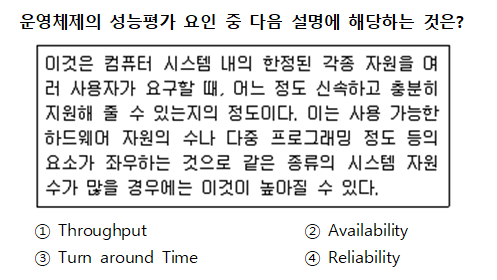 운영체제의 성능평가 요인 중 다음 설명에 해당하는 것은?
이것은 컴퓨터 시스템 내의 한정된 각종 자원을 여
러 사용자가 요구할 때, 어느 정도 신속하고 충분히
지원해 줄 수 있는지의 정도이다. 이는 사용 가능한
하드웨어 자원의 수나 다중 프로그래밍 정도 등의
요소가 좌우하는 것으로 같은 종류의 시스템 자원
수가 많을 경우에는 이것이 높아질 수 있다.
① Throughput ② Availability
③ Turn around Time ④ Reliability